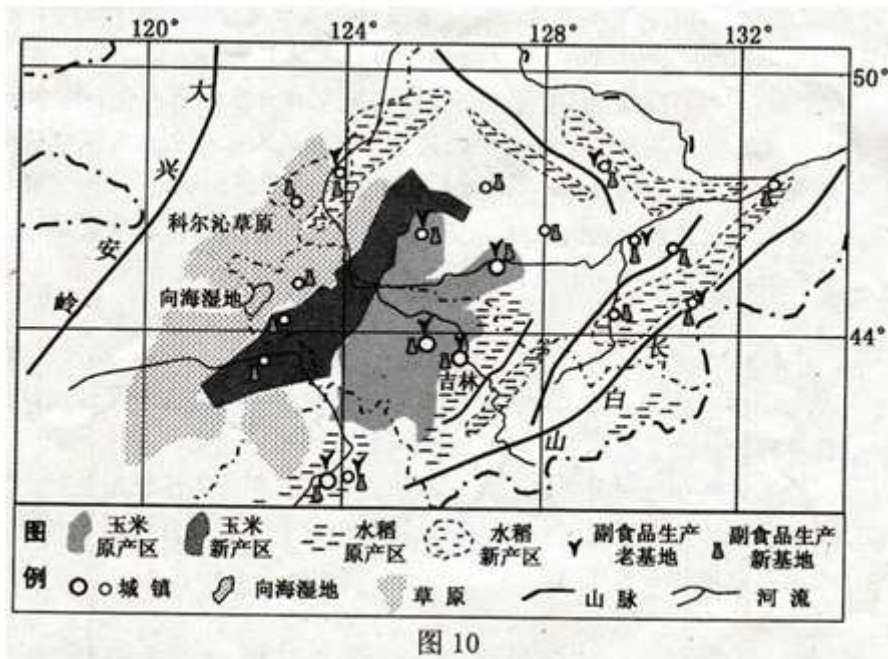 120° 124° 128° 132°
50°
大
兴
安
岭
科尔沁草原
向海湿地
44°
吉林
长
白
山
图例
玉米原产区
玉米新产区
水稻原产区
水稻新产区
副食品生产老基地
副食品生产新基地
城镇
向海湿地
草原
山脉
河流
图 10